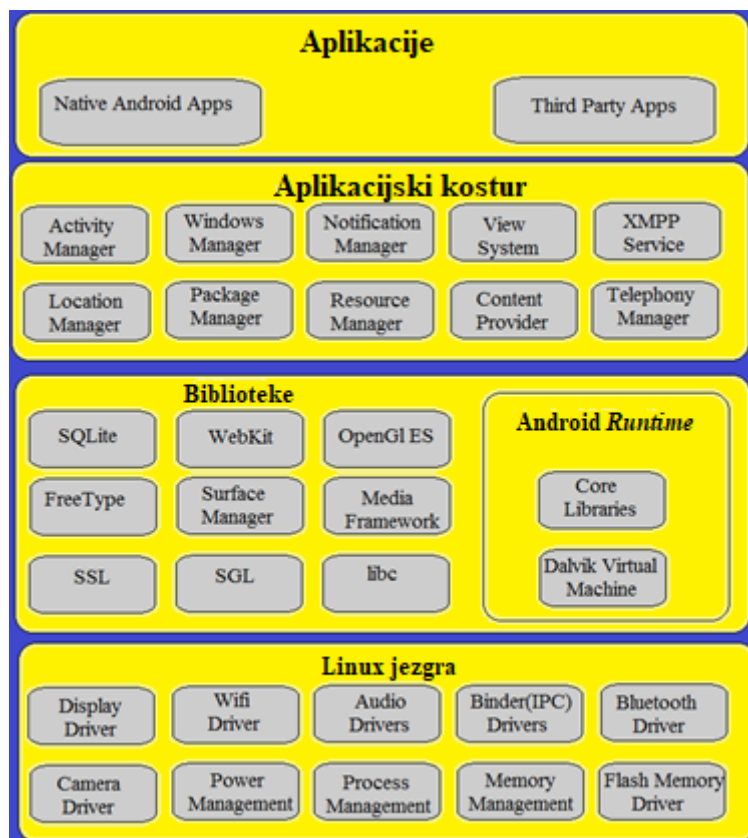 Aplikacije
Native Android Apps
Third Party Apps
Aplikacijski kostur
Activity
Manager
Windows
Manager
Notification
Manager
View
System
XMPP
Service
Location
Manager
Package
Manager
Resource
Manager
Content
Provider
Telephony
Manager
Biblioteke
SQLite
WebKit
OpenGl ES
FreeType
Surface
Manager
Media
Framework
SSL
SGL
libc
Android Runtime
Core
Libraries
Dalvik Virtual
Machine
Linux jezgra
Display
Driver
Wifi
Driver
Audio
Drivers
Binder(IPC)
Drivers
Bluetooth
Driver
Camera
Driver
Power
Management
Process
Management
Memory
Management
Flash Memory
Driver